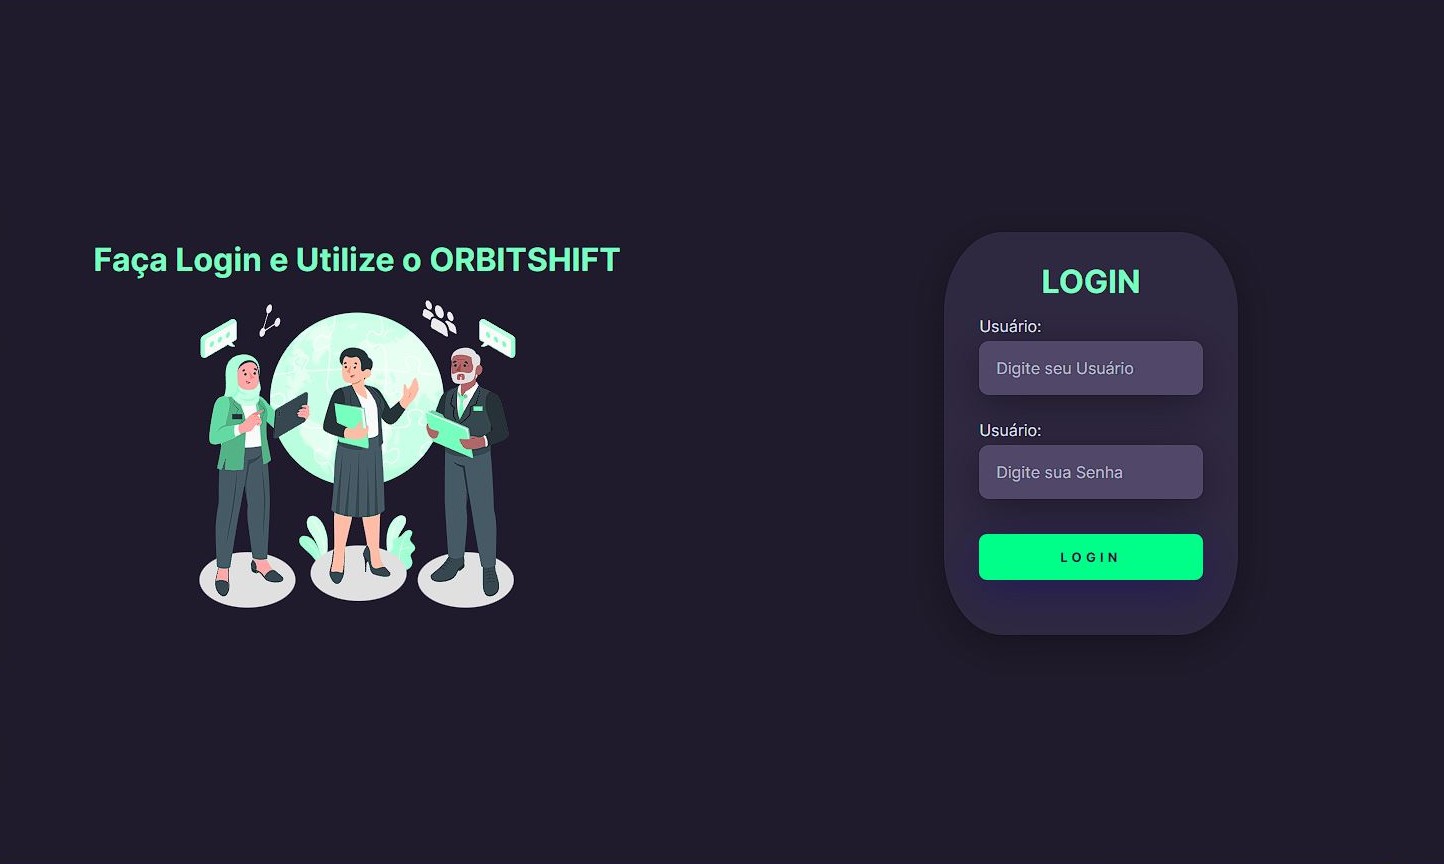 Faça Login e Utilize o ORBITSHIFT
LOGIN
Usuário:
Digite seu Usuário
Usuário:
Digite sua Senha
LOGIN